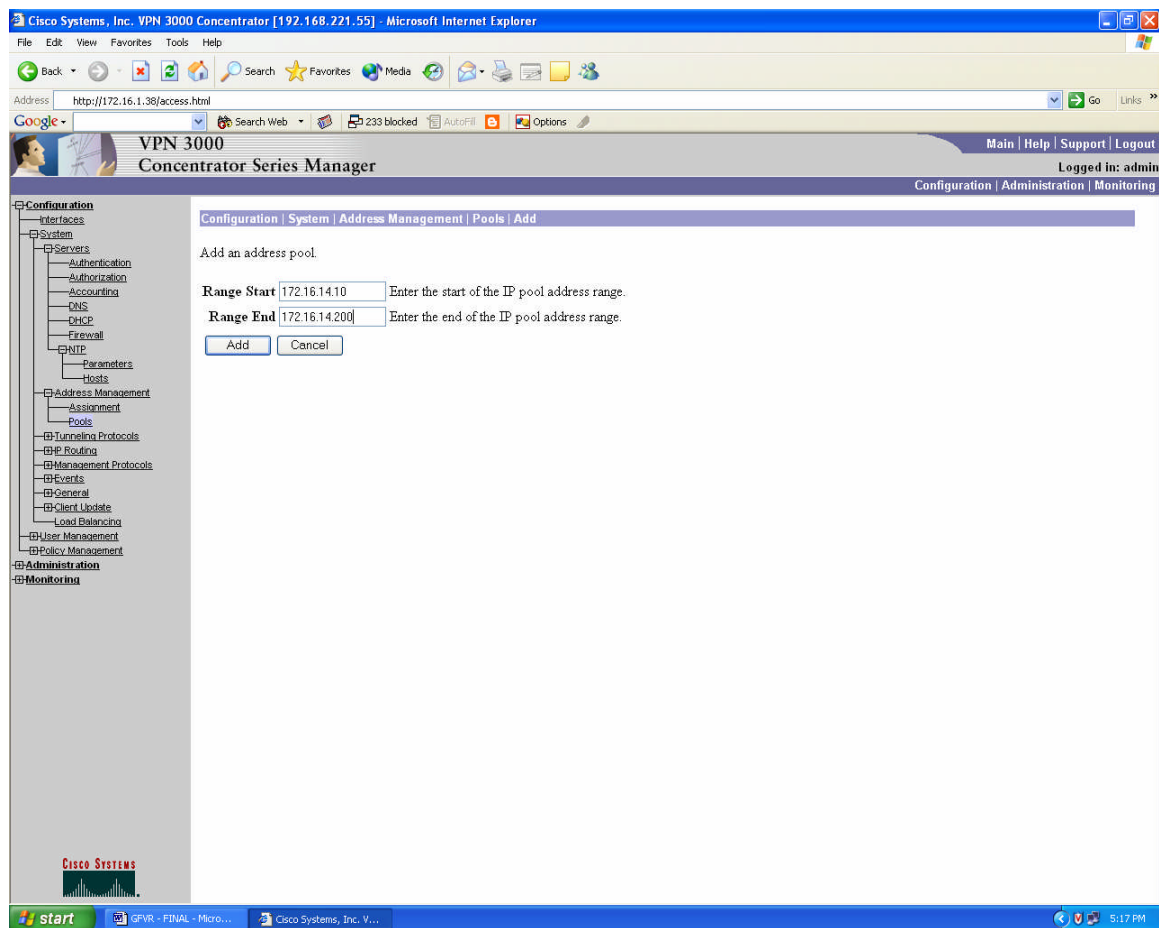 Cisco Systems, Inc. VPN 3000 Concentrator [192.168.221.55] - Microsoft Internet Explorer
File Edit View Favorites Tools Help
Back Search Favorites Media
Address http://172.16.1.38/access.html Go Links »
Google Search Web 233 blocked AutoFill Options
VPN 3000
Concentrator Series Manager
Main | Help | Support | Logout
Logged in: admin
Configuration | Administration | Monitoring
Configuration
Interfaces
System
Servers
Authentication
Authorization
Accounting
DNS
DHCP
Firewall
NTP
Parameters
Hosts
Address Management
Assignment
Pools
Tunneling Protocols
IP Routing
Management Protocols
Events
General
Client Update
Load Balancing
User Management
Policy Management
Administration
Monitoring
Configuration | System | Address Management | Pools | Add
Add an address pool.
Range Start 172.16.14.10 Enter the start of the IP pool address range.
Range End 172.16.14.200 Enter the end of the IP pool address range.
Add Cancel
CISCO SYSTEMS
start GFVR - FINAL - Micro... Cisco Systems, Inc. V... 5:17 PM